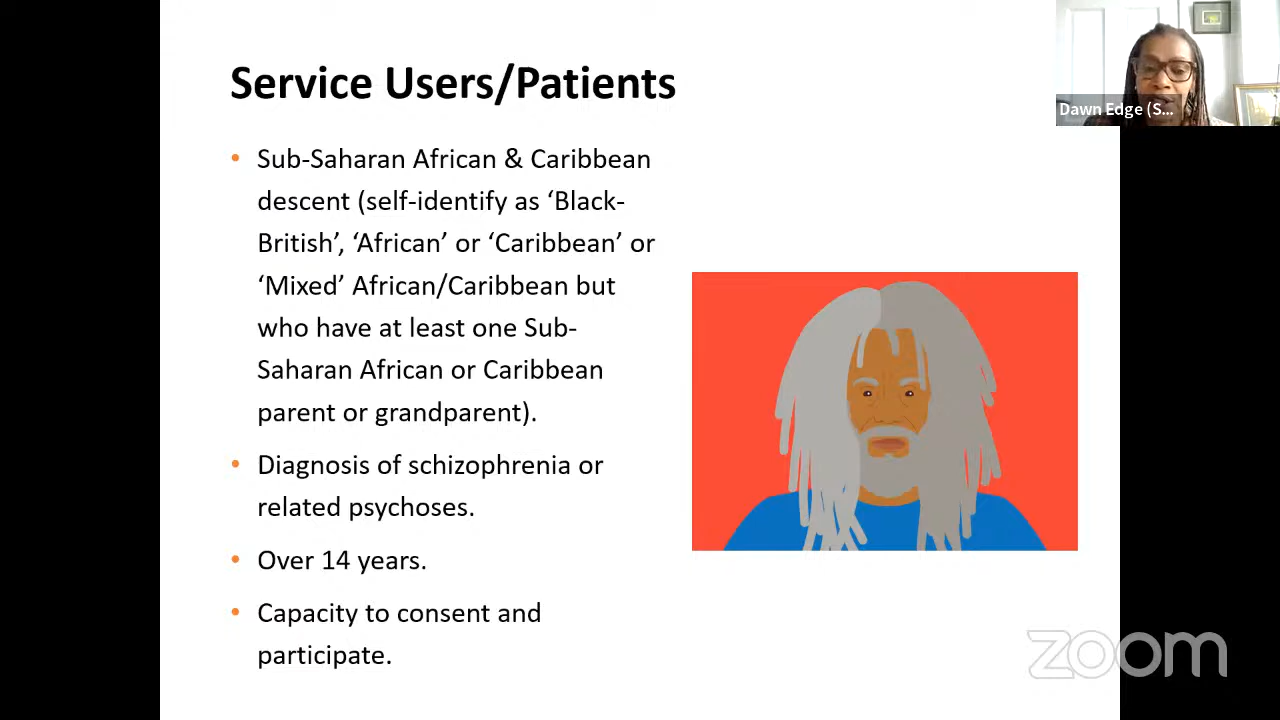 Service Users/Patients
• Sub-Saharan African & Caribbean
descent (self-identify as ‘Black-
British’, ‘African’ or ‘Caribbean’ or
‘Mixed’ African/Caribbean but
who have at least one Sub-
Saharan African or Caribbean
parent or grandparent).
• Diagnosis of schizophrenia or
related psychoses.
• Over 14 years.
• Capacity to consent and
participate.
Dawn Edge (S...
zoom